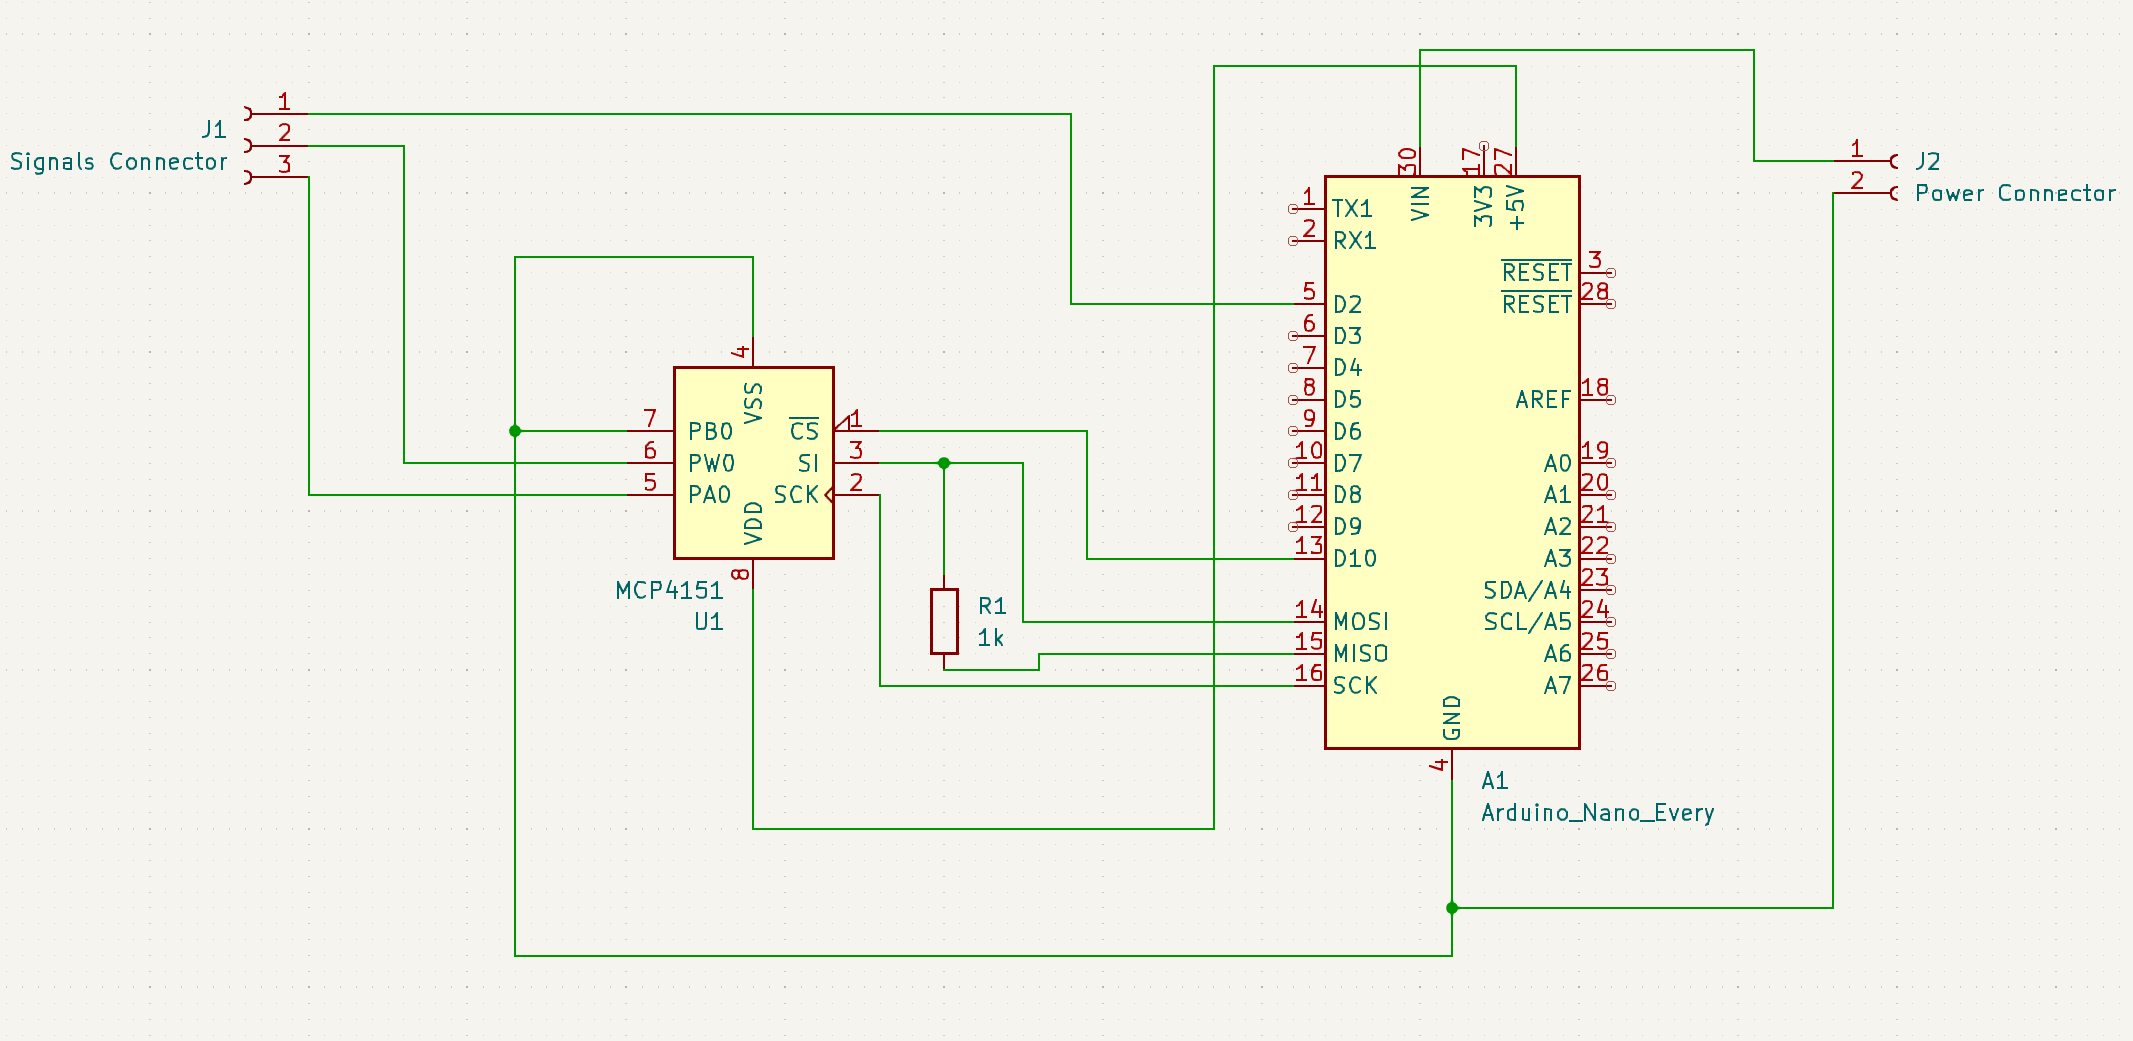 1
J1
2
Signals Connector
3
30
17
27
VIN
3V3
+5V
1
J2
2
Power Connector
1 TX1
2 RX1
3 RESET
28 RESET
5 D2
6 D3
7 D4
8 D5
18 AREF
9 D6
10 D7
19 A0
11 D8
20 A1
12 D9
21 A2
13 D10
22 A3
23 SDA/A4
14 MOSI
24 SCL/A5
15 MISO
25 A6
16 SCK
26 A7
GND
4
A1
Arduino_Nano_Every
4
VSS
7 PB0
CS 1
6 PW0
SI 3
5 PA0
SCK 2
VDD
8
MCP4151
U1
R1
1k